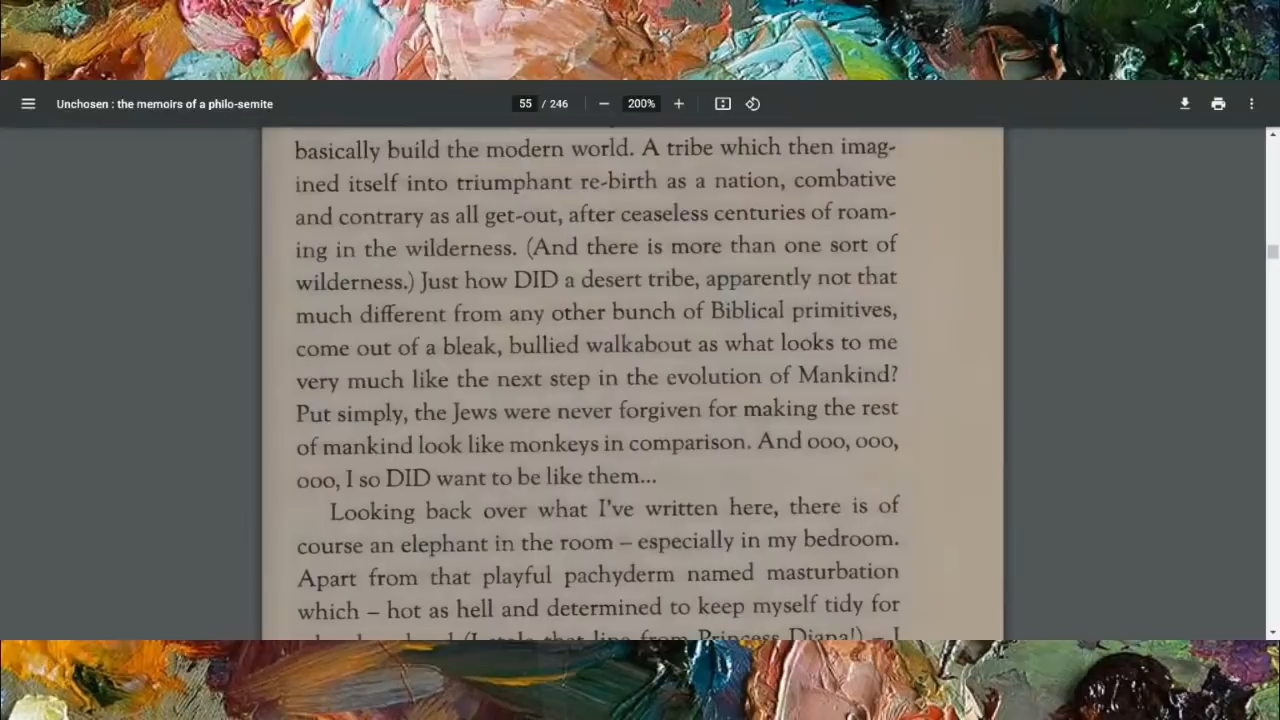 Unchosen : the memoirs of a philo-semite
55 / 246
200%
basically build the modern world. A tribe which then imag-
ined itself into triumphant re-birth as a nation, combative
and contrary as all get-out, after ceaseless centuries of roam-
ing in the wilderness. (And there is more than one sort of
wilderness.) Just how DID a desert tribe, apparently not that
much different from any other bunch of Biblical primitives,
come out of a bleak, bullied walkabout as what looks to me
very much like the next step in the evolution of Mankind?
Put simply, the Jews were never forgiven for making the rest
of mankind look like monkeys in comparison. And ooo, ooo,
ooo, I so DID want to be like them...
Looking back over what I've written here, there is of
course an elephant in the room – especially in my bedroom.
Apart from that playful pachyderm named masturbation
which – hot as hell and determined to keep myself tidy for
(I stole that line from Princess Diana!) – I